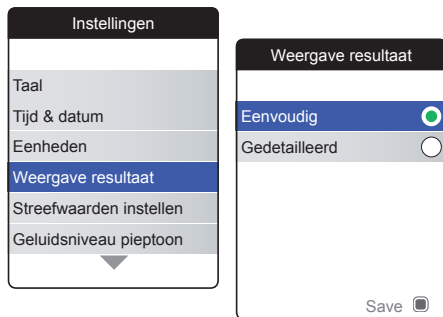 Instellingen
Taal
Tijd & datum
Eenheden
Weergave resultaat
Streefwaarden instellen
Geluidsniveau pieptoon
Weergave resultaat
Eenvoudig
Gedetailleerd
Save